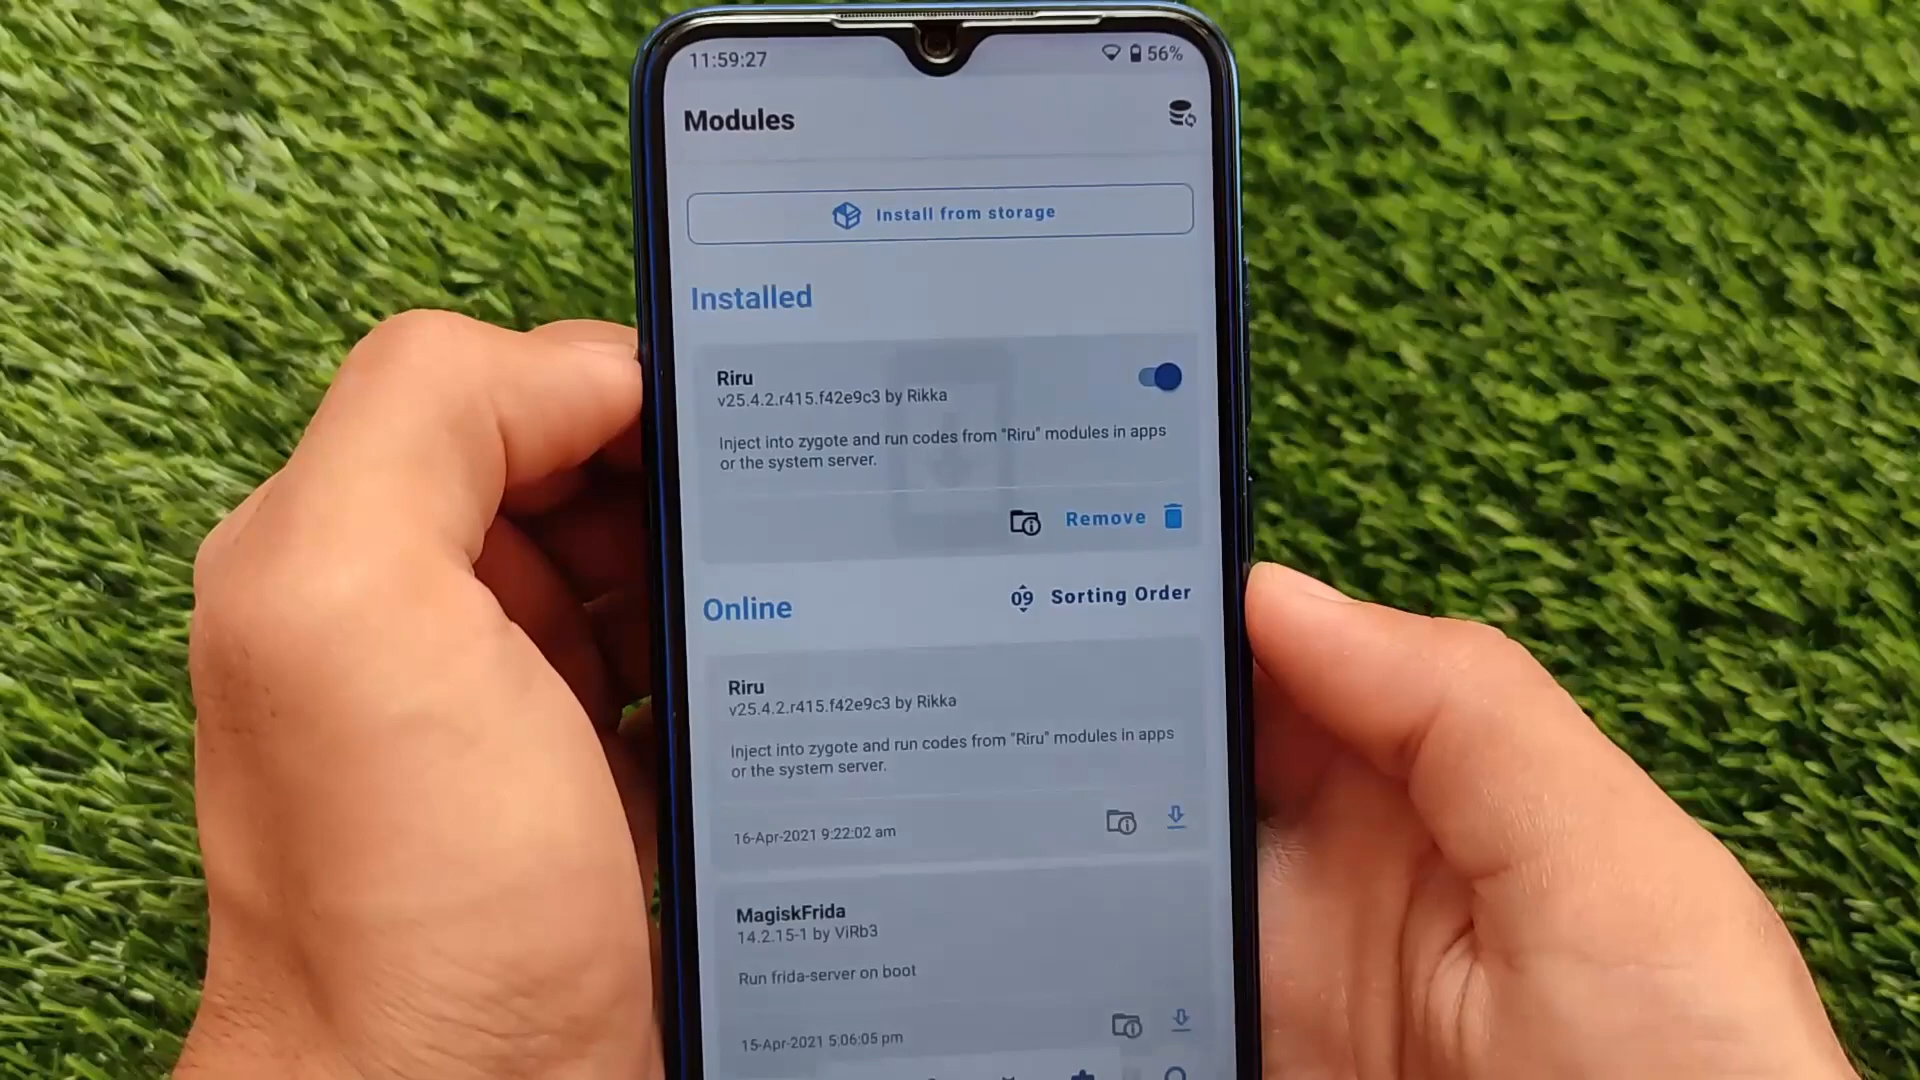 11:59:27
56%
Modules
Install from storage
Installed
Riru
v25.4.2.r415.f42e9c3 by Rikka
Inject into zygote and run codes from "Riru" modules in apps
or the system server.
Remove
Online
09 Sorting Order
Riru
v25.4.2.r415.f42e9c3 by Rikka
Inject into zygote and run codes from "Riru" modules in apps
or the system server.
16-Apr-2021 9:22:02 am
MagiskFrida
14.2.15-1 by ViRb3
Run frida-server on boot
15-Apr-2021 5:06:05 pm